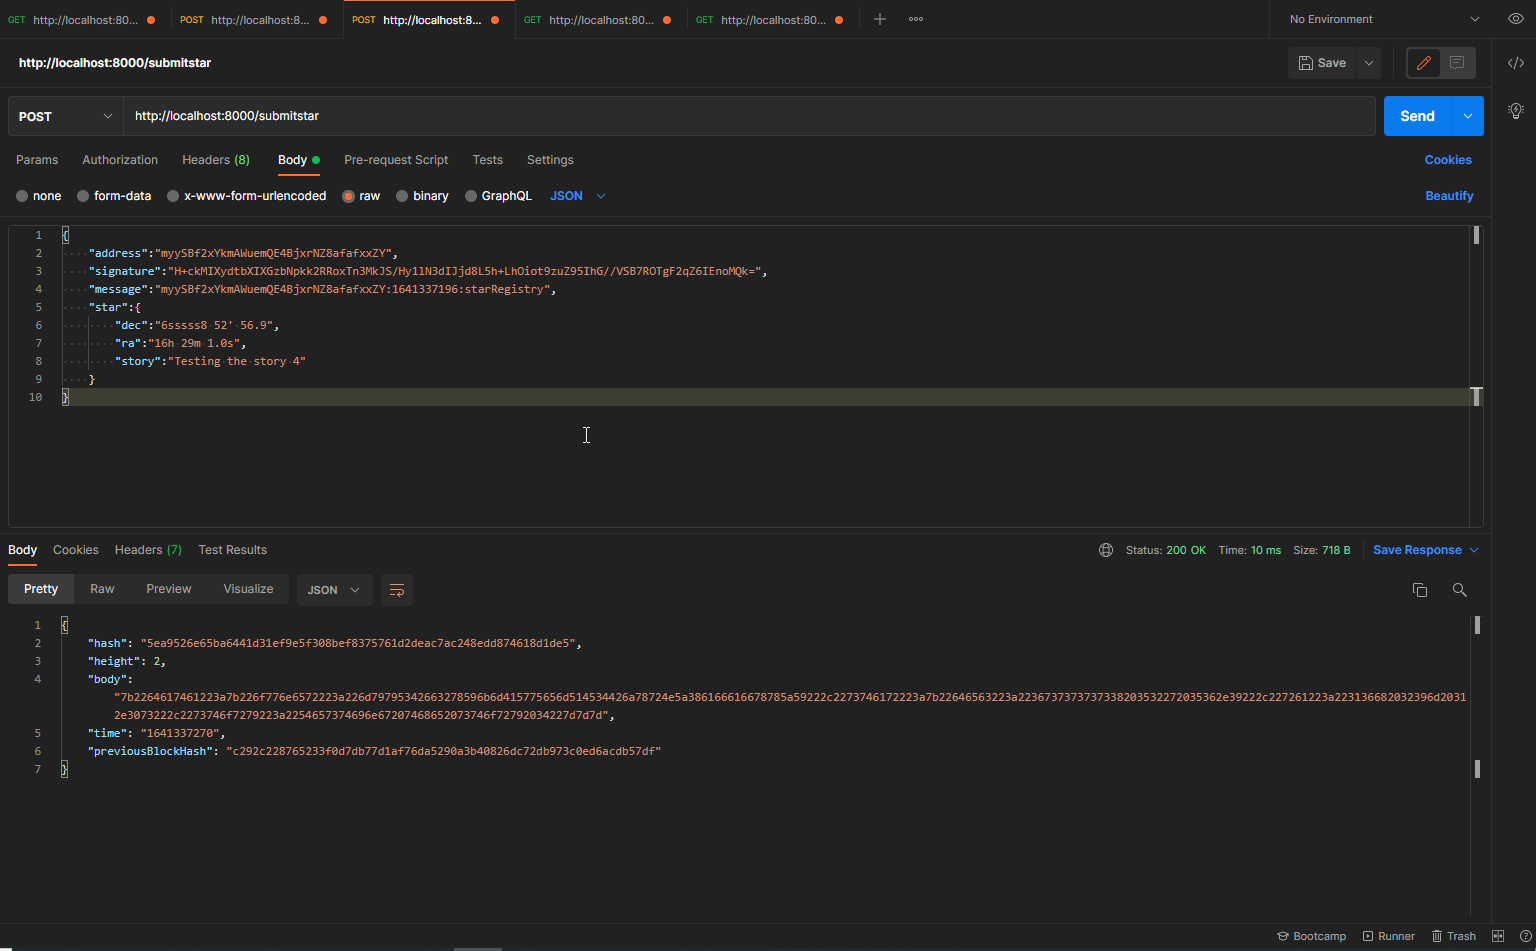 GET http://localhost:80... POST http://localhost:8... POST http://localhost:8... GET http://localhost:80... GET http://localhost:80... No Environment
http://localhost:8000/submitstar Save
POST http://localhost:8000/submitstar Send
Params Authorization Headers (8) Body Pre-request Script Tests Settings Cookies
none form-data x-www-form-urlencoded raw binary GraphQL JSON Beautify
1 {
2 "address":"myySBf2xYkmAWuemQE4BjxrNZ8afafxxZY",
3 "signature":"H+ckMIXydtbXIXGzbNpkk2RRoxTn3MkJS/Hy1lN3dIJjd8L5h+LhOiot9zuZ95IhG//VSB7ROTgF2qZ6IEnoMQk=",
4 "message":"myySBf2xYkmAWuemQE4BjxrNZ8afafxxZY:1641337196:starRegistry",
5 "star":{
6 "dec":"6sssss8 52' 56.9",
7 "ra":"16h 29m 1.0s",
8 "story":"Testing the story 4"
9 }
10 }
Body Cookies Headers (7) Test Results Status: 200 OK Time: 10 ms Size: 718 B Save Response
Pretty Raw Preview Visualize JSON
1 {
2 "hash": "5ea9526e65ba6441d31ef9e5f308bef8375761d2deac7ac248edd874618d1de5",
3 "height": 2,
4 "body":
"7b2264617461223a7b226f776e6572223a226d79795342663278596b6d415775656d514534426a78724e5a386166616678785a59222c2273746172223a7b22646563223a2236737373737338203532272035362e39222c227261223a223136682032396d2031
2e3073222c2273746f7279223a2254657374696e67207468652073746f72792034227d7d7d",
5 "time": "1641337270",
6 "previousBlockHash": "c292c228765233f0d7db77d1af76da5290a3b40826dc72db973c0ed6acdb57df"
7 }
Bootcamp Runner Trash